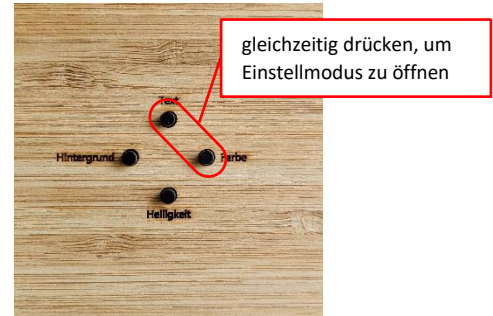 gleichzeitig drücken, um
Einstellmodus zu öffnen
Text
Hintergrund
Farbe
Helligkeit